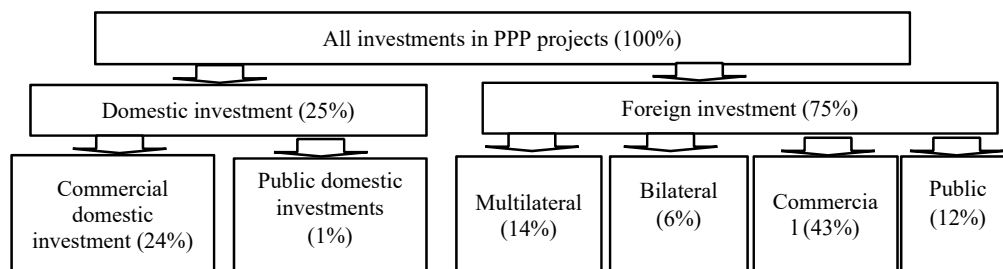 All investments in PPP projects (100%)
Domestic investment (25%)
Foreign investment (75%)
Commercial
domestic
investment (24%)
Public domestic
investments
(1%)
Multilateral
(14%)
Bilateral
(6%)
Commercia
l (43%)
Public
(12%)